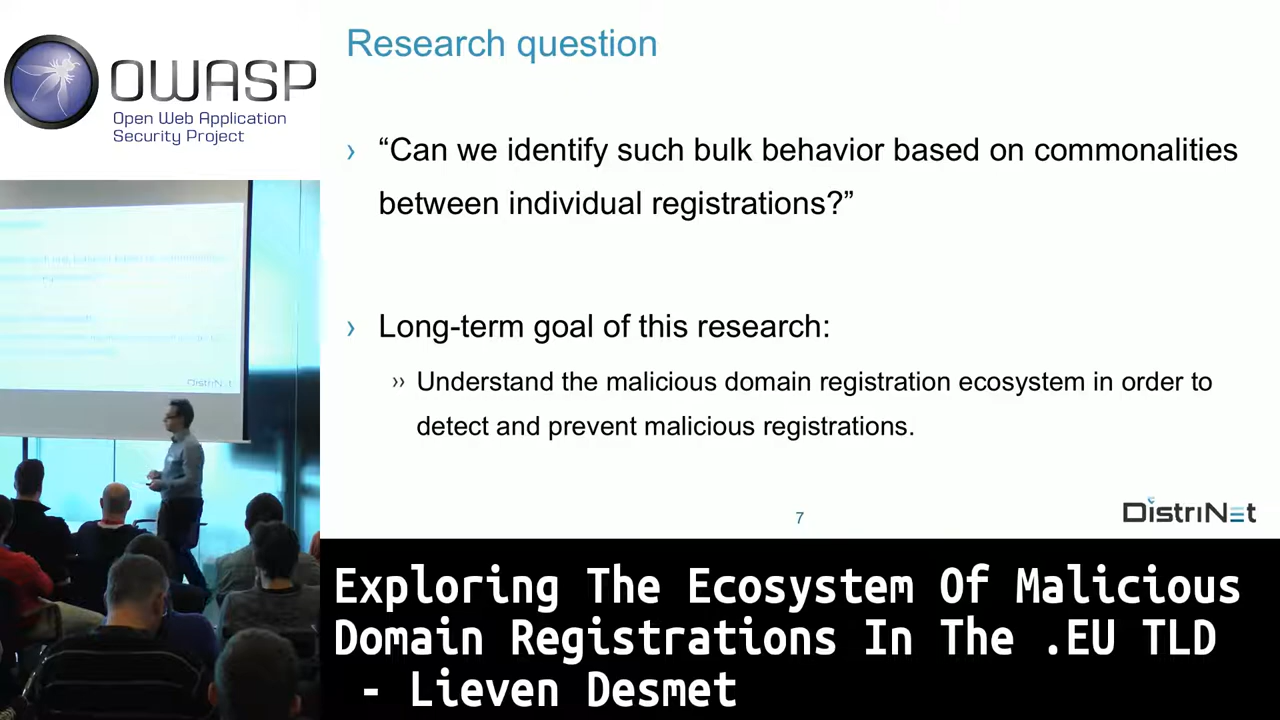 OWASP
Open Web Application
Security Project
Research question
› “Can we identify such bulk behavior based on commonalities
between individual registrations?”
› Long-term goal of this research:
›› Understand the malicious domain registration ecosystem in order to
detect and prevent malicious registrations.
7
DistriNet
DistriNet
Exploring The Ecosystem Of Malicious
Domain Registrations In The .EU TLD
- Lieven Desmet